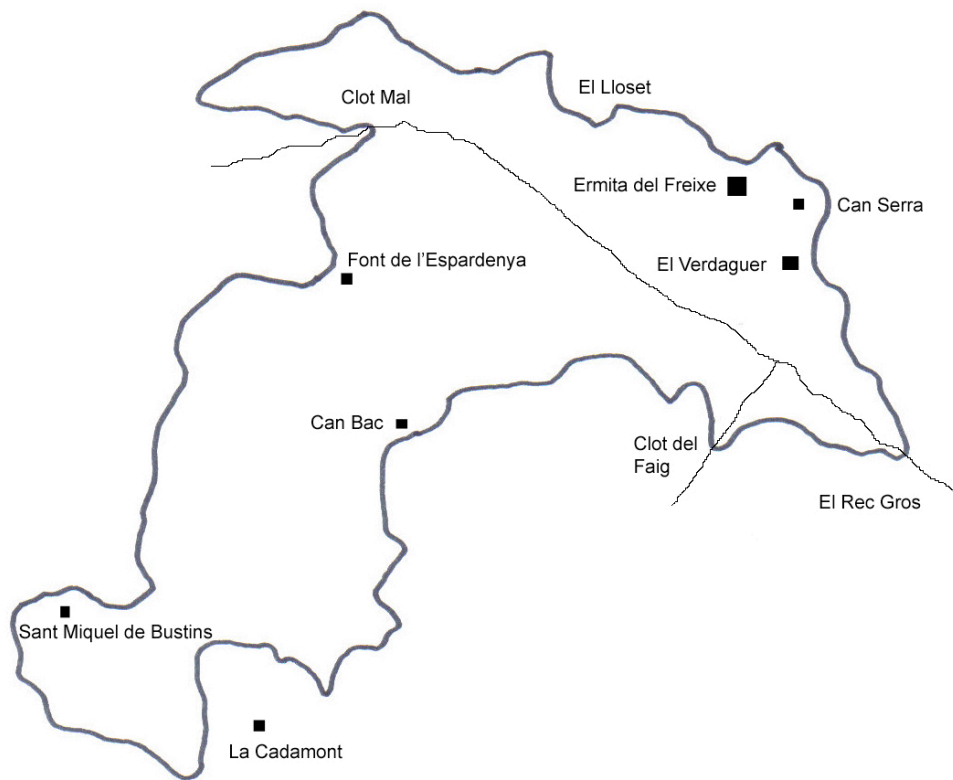 El Lloset
Clot Mal
Ermita del Freixe
Can Serra
Font de l'Espardenya
El Verdaguer
Can Bac
Clot del
Faig
El Rec Gros
Sant Miquel de Bustins
La Cadamont